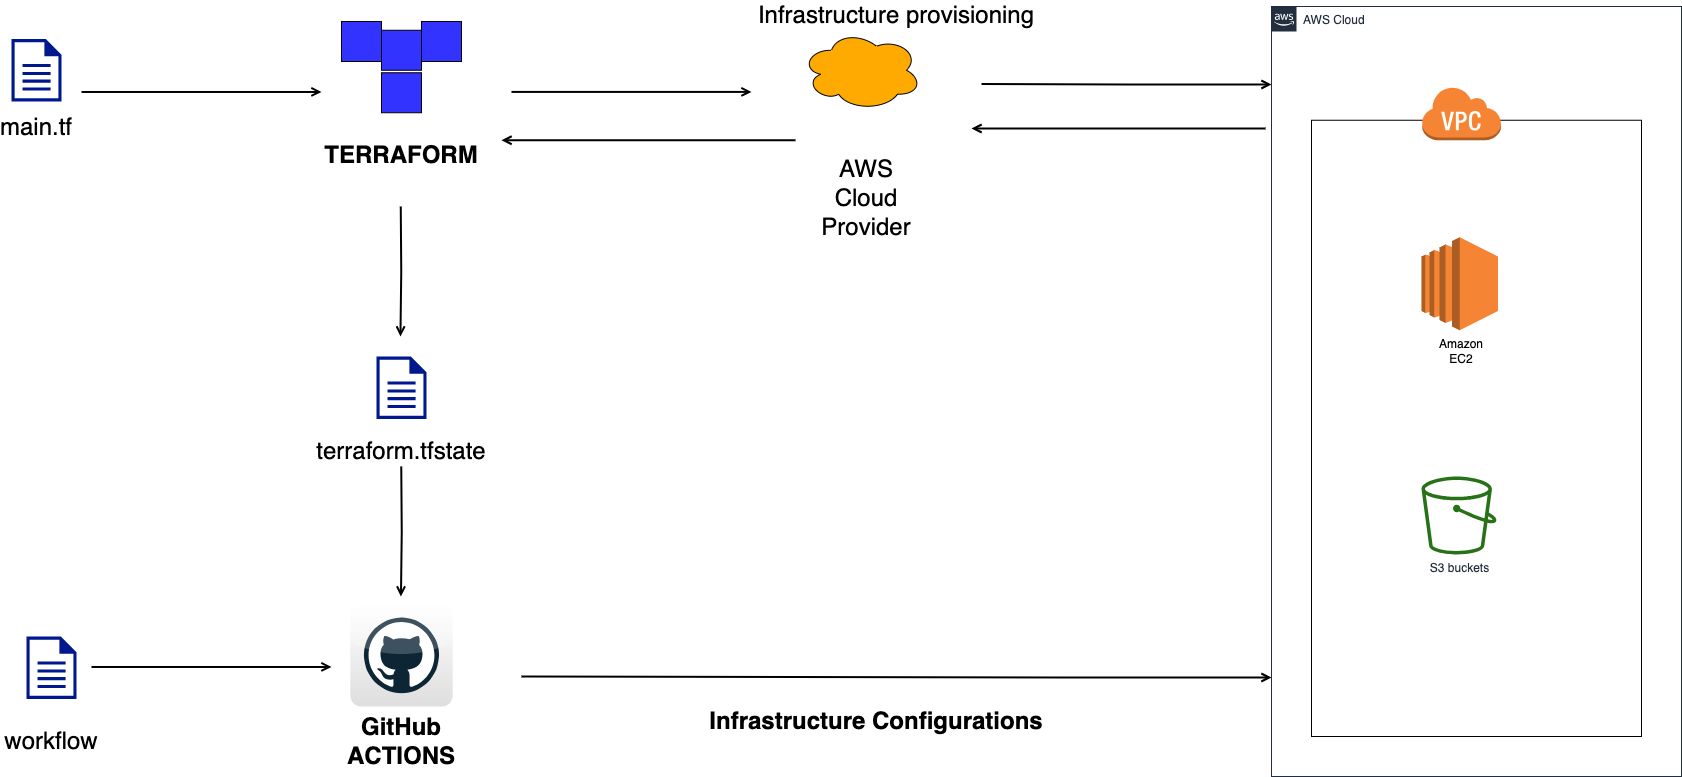 Infrastructure provisioning
aws
AWS Cloud
main.tf
VPC
TERRAFORM
AWS
Cloud
Provider
Amazon
EC2
terraform.tfstate
S3 buckets
workflow
GitHub
ACTIONS
Infrastructure Configurations